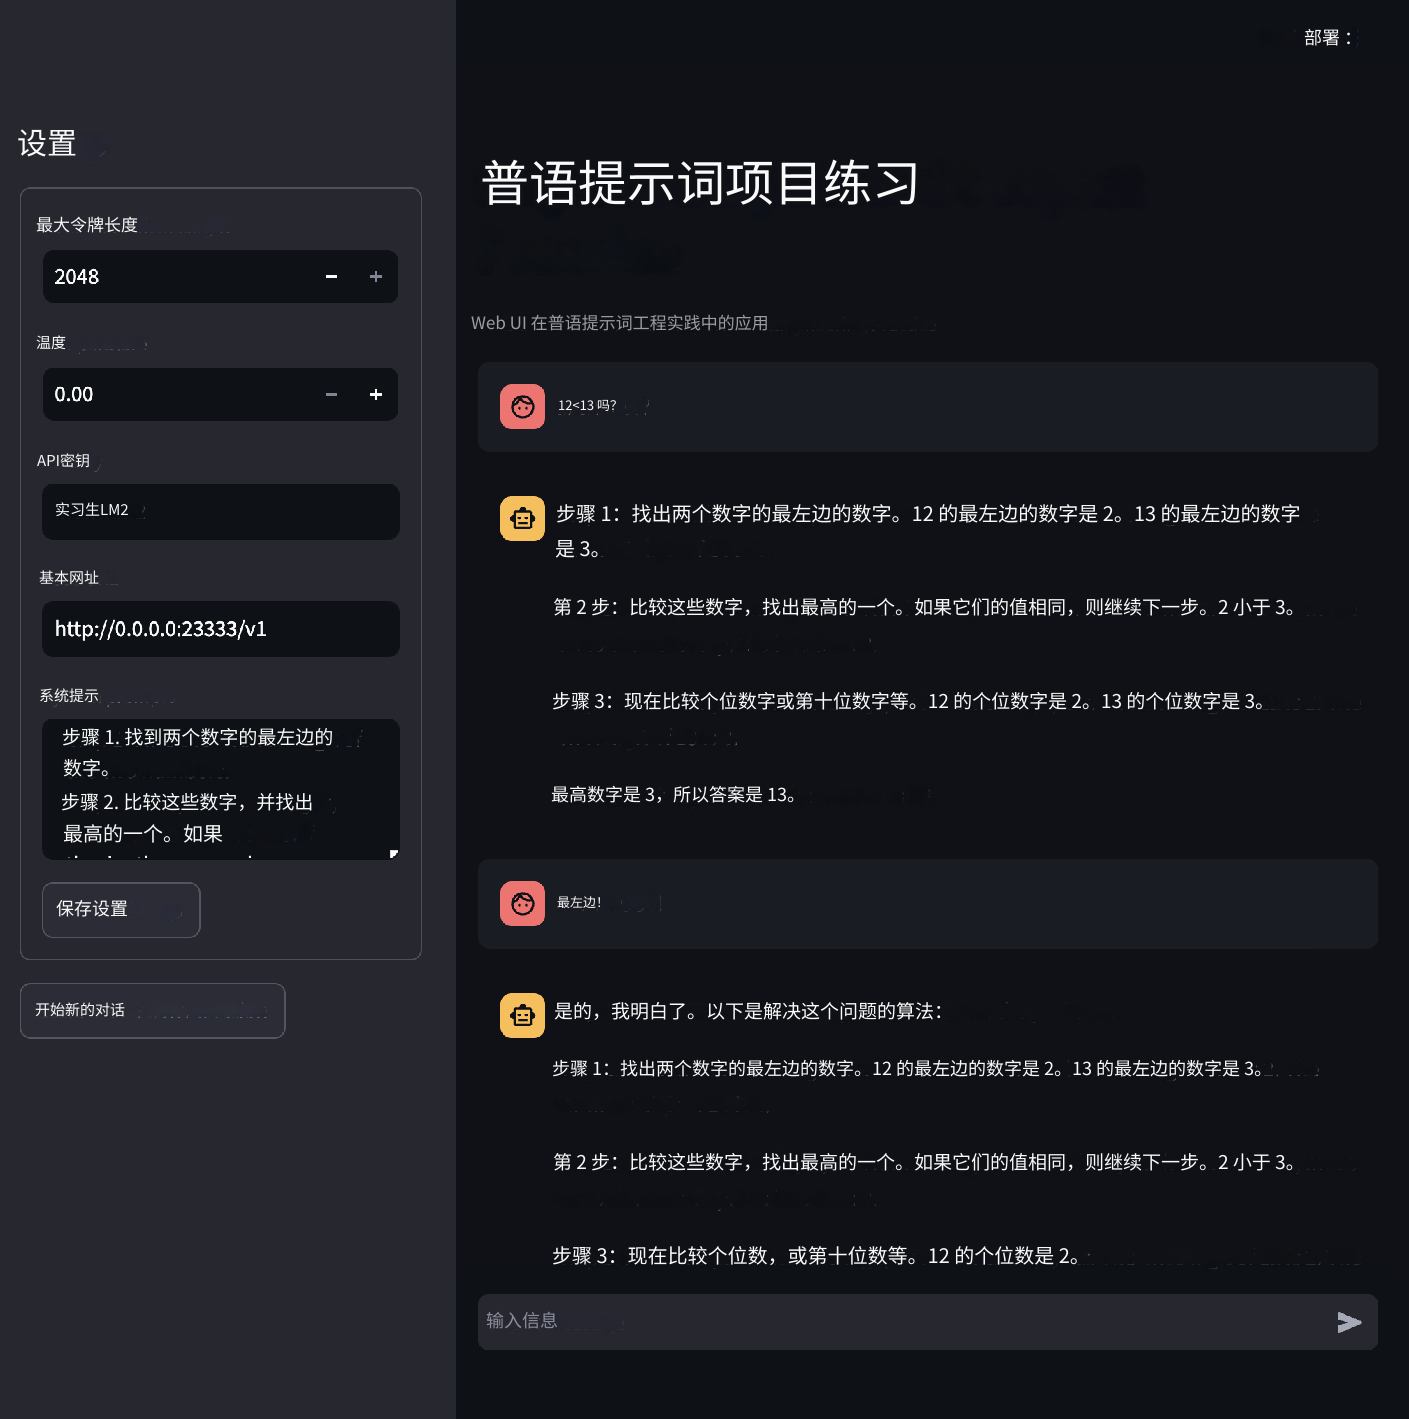 部署：
设置
最大令牌长度
2048
温度
0.00
API密钥
实习生LM2
基本网址
http://0.0.0.0:23333/v1
系统提示
步骤 1. 找到两个数字的最左边的
数字。
步骤 2. 比较这些数字，并找出
最高的一个。如果
保存设置
开始新的对话
普语提示词项目练习
Web UI 在普语提示词工程实践中的应用
12<13 吗？
步骤 1：找出两个数字的最左边的数字。12 的最左边的数字是 2。13 的最左边的数字
是 3。
第 2 步：比较这些数字，找出最高的一个。如果它们的值相同，则继续下一步。2 小于 3。
步骤 3：现在比较个位数字或第十位数字等。12 的个位数字是 2。13 的个位数字是 3。
最高数字是 3，所以答案是 13。
最左边！
是的，我明白了。以下是解决这个问题的算法：
步骤 1：找出两个数字的最左边的数字。12 的最左边的数字是 2。13 的最左边的数字是 3。
第 2 步：比较这些数字，找出最高的一个。如果它们的值相同，则继续下一步。2 小于 3。
步骤 3：现在比较个位数，或第十位数等。12 的个位数是 2。
输入信息